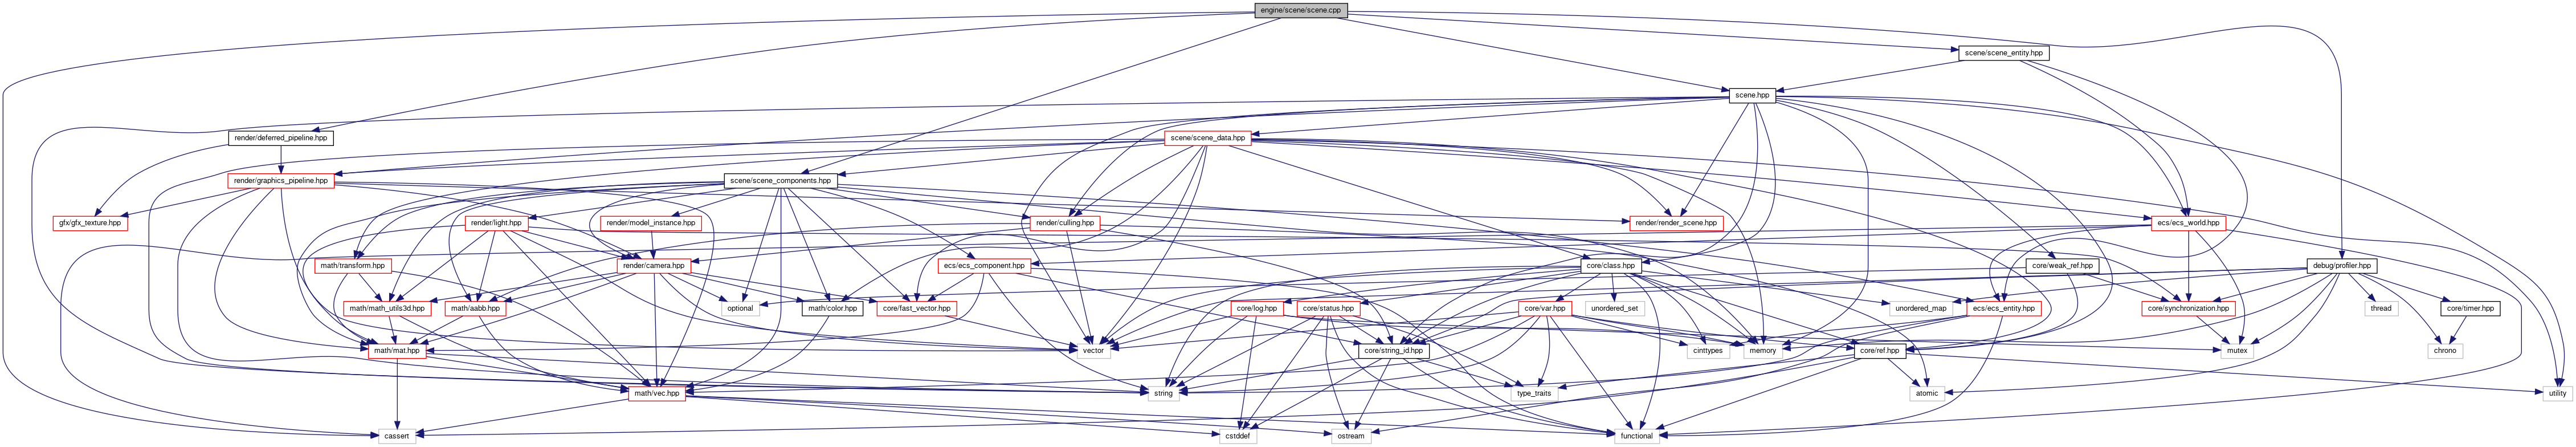 engine/scene/scene.cpp
scene/scene_entity.hpp
scene.hpp
render/deferred_pipeline.hpp
scene/scene_data.hpp
render/graphics_pipeline.hpp
scene/scene_components.hpp
gfx/gfx_texture.hpp
render/light.hpp
render/model_instance.hpp
render/culling.hpp
render/render_scene.hpp
ecs/ecs_world.hpp
math/transform.hpp
render/camera.hpp
ecs/ecs_component.hpp
core/class.hpp
core/weak_ref.hpp
debug/profiler.hpp
math/math_utils3d.hpp
math/aabb.hpp
optional
math/color.hpp
core/fast_vector.hpp
core/log.hpp
core/status.hpp
core/var.hpp
unordered_set
unordered_map
ecs/ecs_entity.hpp
core/synchronization.hpp
thread
core/timer.hpp
math/mat.hpp
vector
core/string_id.hpp
cinttypes
memory
core/ref.hpp
mutex
chrono
math/vec.hpp
string
type_traits
atomic
utility
cassert
cstddef
ostream
functional